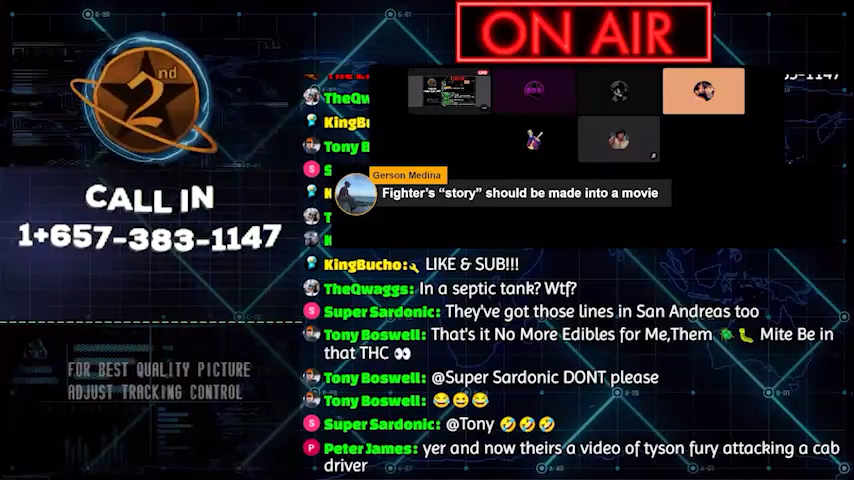 ON AIR
LIVE
2nd
CALL IN
1+657-383-1147
TheQw
KingBu
Tony B
S
K
T
Gerson Medina
Fighter’s “story” should be made into a movie
KingBucho: LIKE & SUB!!!
TheQwaggs: In a septic tank? Wtf?
Super Sardonic: They've got those lines in San Andreas too
Tony Boswell: That's it No More Edibles for Me,Them 🪲 🐛 Mite Be in
that THC 👀
Tony Boswell: @Super Sardonic DONT please
Tony Boswell: 😂😆😂
Super Sardonic: @Tony 🤣🤣🤣
Peter James: yer and now theirs a video of tyson fury attacking a cab
driver
FOR BEST QUALITY PICTURE
ADJUST TRACKING CONTROL